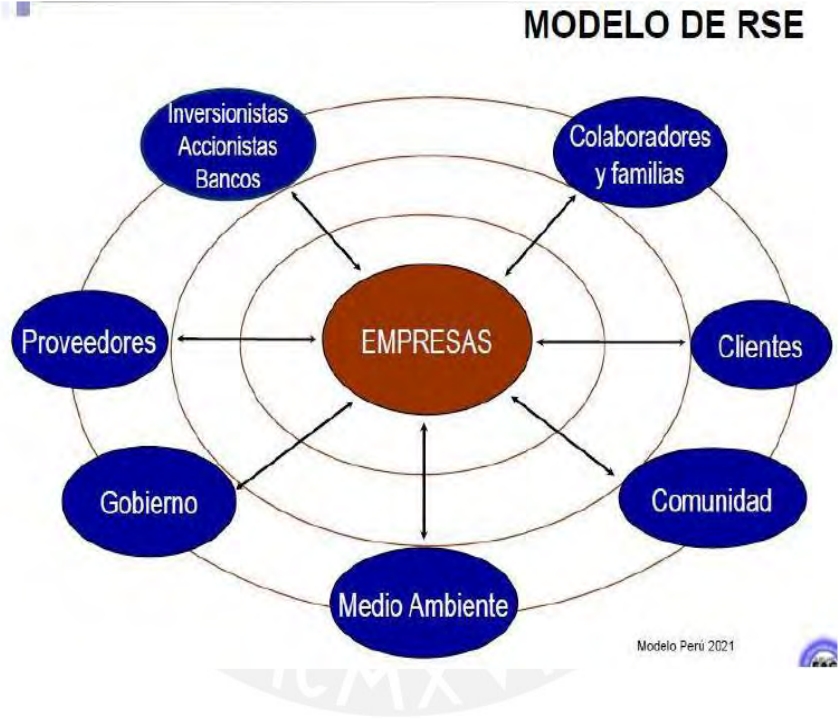 MODELO DE RSE
Inversionistas
Accionistas
Bancos
Colaboradores
y familias
Proveedores
EMPRESAS
Clientes
Gobierno
Comunidad
Medio Ambiente
Modelo Perú 2021